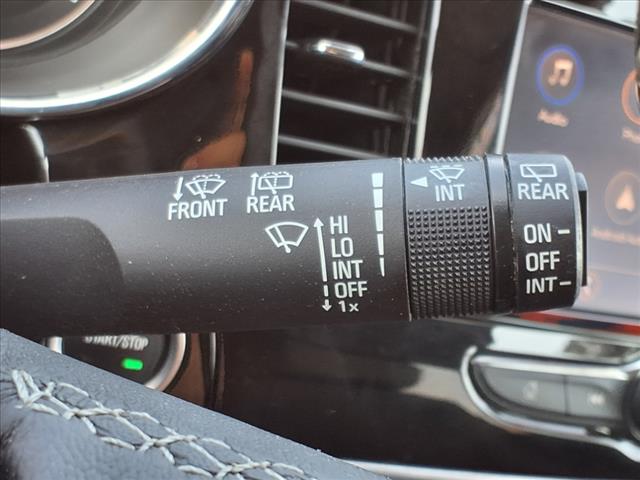 Audio
FRONT
REAR
HI
LO
INT
OFF
1x
INT
REAR
ON
OFF
INT
START/STOP